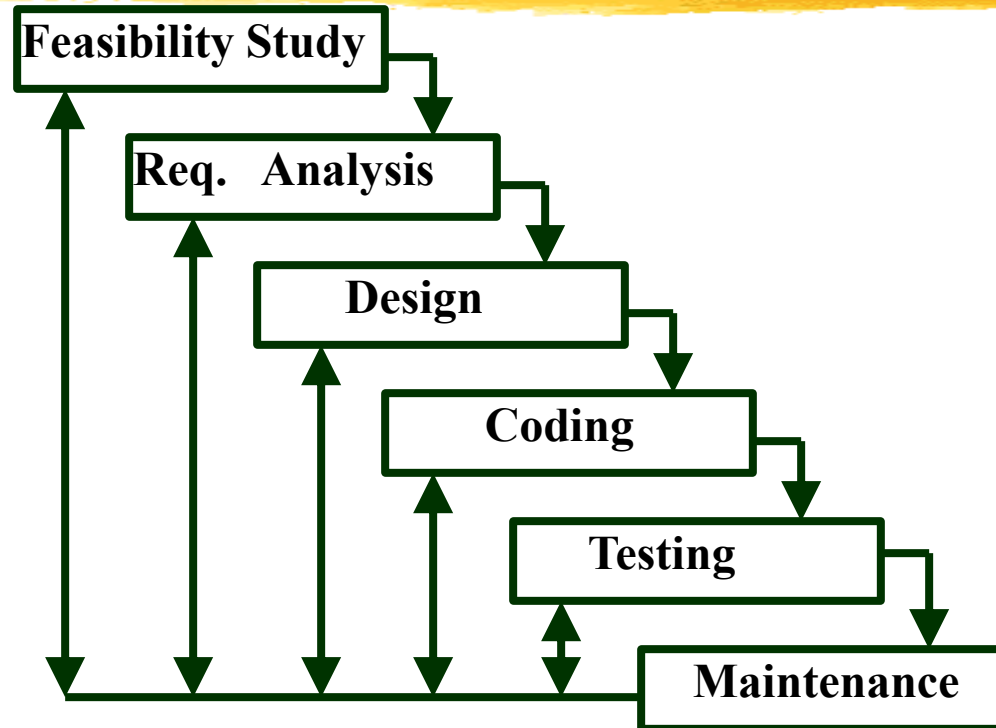 Feasibility Study
Req. Analysis
Design
Coding
Testing
Maintenance